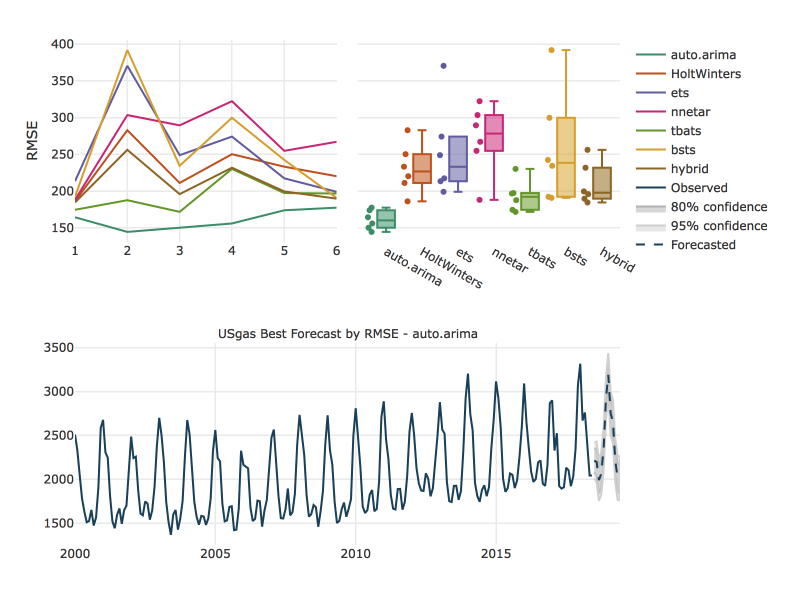 RMSE
400
350
300
250
200
150
1 2 3 4 5 6
auto.arima HoltWinters ets nnetar tbats bsts hybrid
auto.arima
HoltWinters
ets
nnetar
tbats
bsts
hybrid
Observed
80% confidence
95% confidence
Forecasted
USgas Best Forecast by RMSE - auto.arima
3500
3000
2500
2000
1500
2000 2005 2010 2015